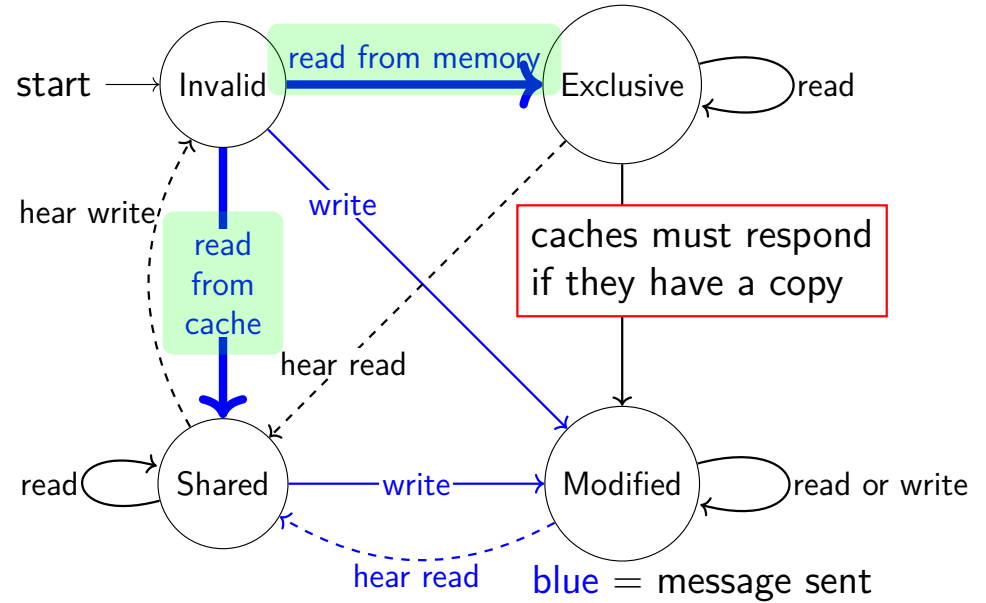 read from memory
start
Invalid
Exclusive
read
hear write
write
read
from
cache
caches must respond
if they have a copy
hear read
read
Shared
write
Modified
read or write
hear read
blue = message sent